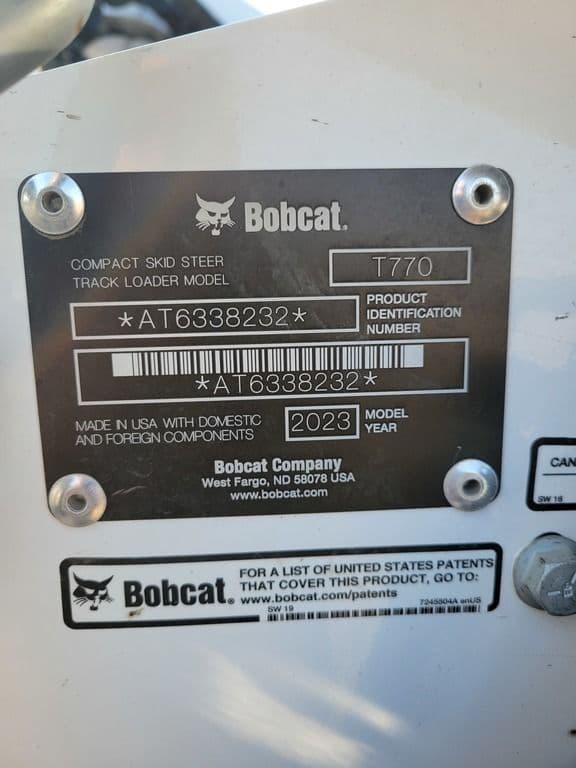 Bobcat.
COMPACT SKID STEER
TRACK LOADER MODEL
T770
*AT6338232*
PRODUCT
IDENTIFICATION
NUMBER
*AT6338232*
MADE IN USA WITH DOMESTIC
AND FOREIGN COMPONENTS
2023
MODEL
YEAR
Bobcat Company
West Fargo, ND 58078 USA
www.bobcat.com
CAN
SW 16
Bobcat.
FOR A LIST OF UNITED STATES PATENTS
THAT COVER THIS PRODUCT, GO TO:
www.bobcat.com/patents
SW 19
7245504A enUS